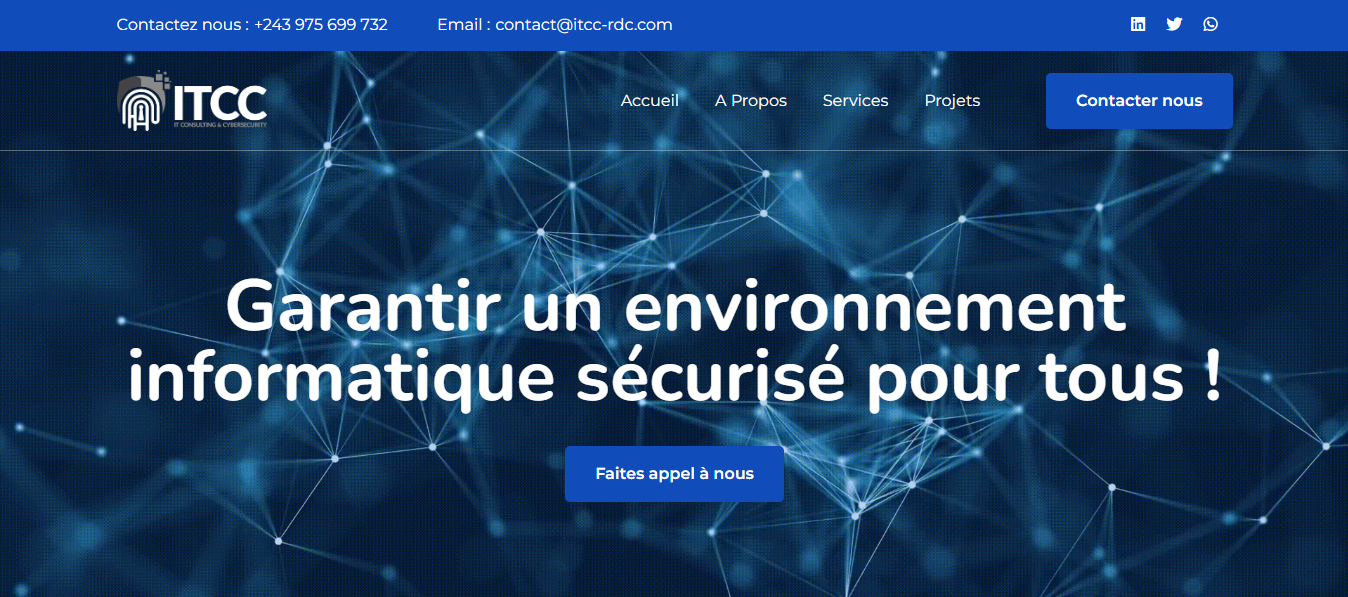 Contactez nous : +243 975 699 732
Email : contact@itcc-rdc.com
ITCC
IT CONSULTING & CYBERSECURITY
Accueil
A Propos
Services
Projets
Contacter nous
Garantir un environnement
informatique sécurisé pour tous !
Faites appel à nous